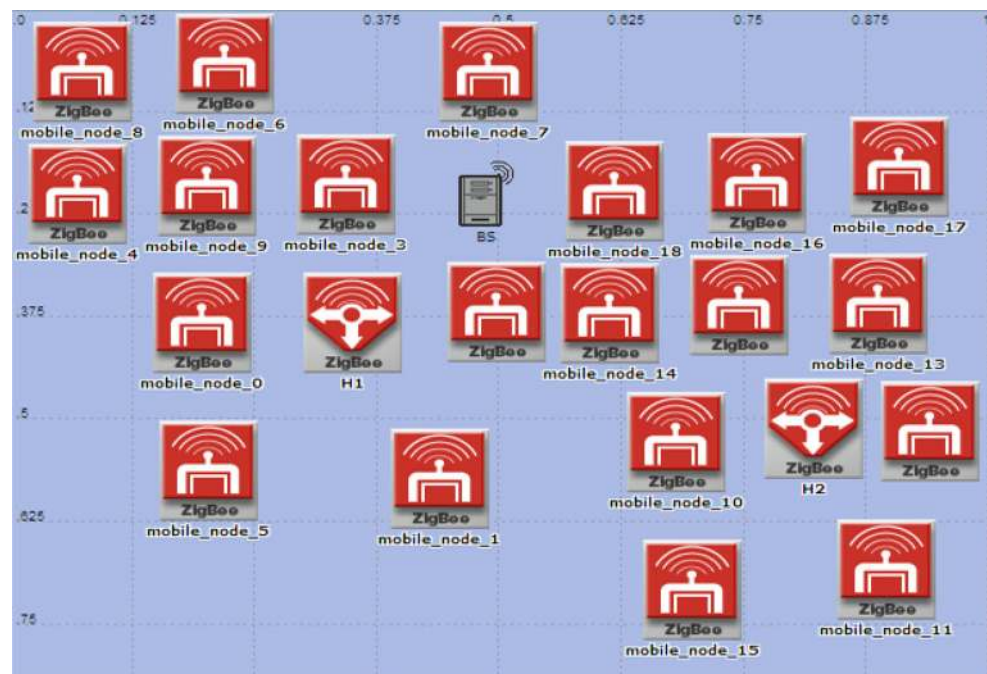 .0 0.125 0.375 0.5 0.625 0.75 0.875 1
ZigBee ZigBee ZigBee
mobile_node_8 mobile_node_6 mobile_node_7
.12
ZigBee ZigBee ZigBee ZigBee ZigBee ZigBee
mobile_node_4 mobile_node_9 mobile_node_3 BS mobile_node_18 mobile_node_16 mobile_node_17
.2
.375
ZigBee ZigBee ZigBee ZigBee ZigBee ZigBee
mobile_node_0 H1 mobile_node_14 mobile_node_13
.5
ZigBee ZigBee ZigBee ZigBee ZigBee
mobile_node_5 mobile_node_1 mobile_node_10 H2
.625
ZigBee ZigBee
mobile_node_15 mobile_node_11
.75